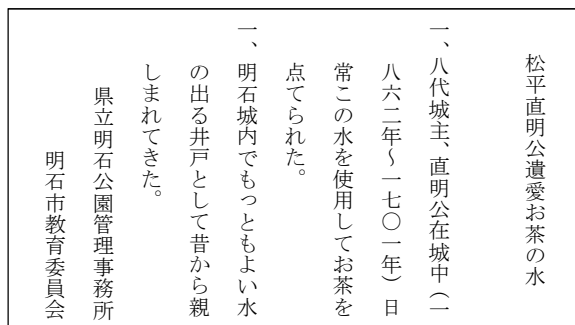 松平直明公遺愛お茶の水
一、八代城主、直明公在城中（一
八六二年〜一七〇一年）日
常この水を使用してお茶を
点てられた。
一、明石城内でもっともよい水
の出る井戸として昔から親
しまれてきた。
県立明石公園管理事務所
明石市教育委員会